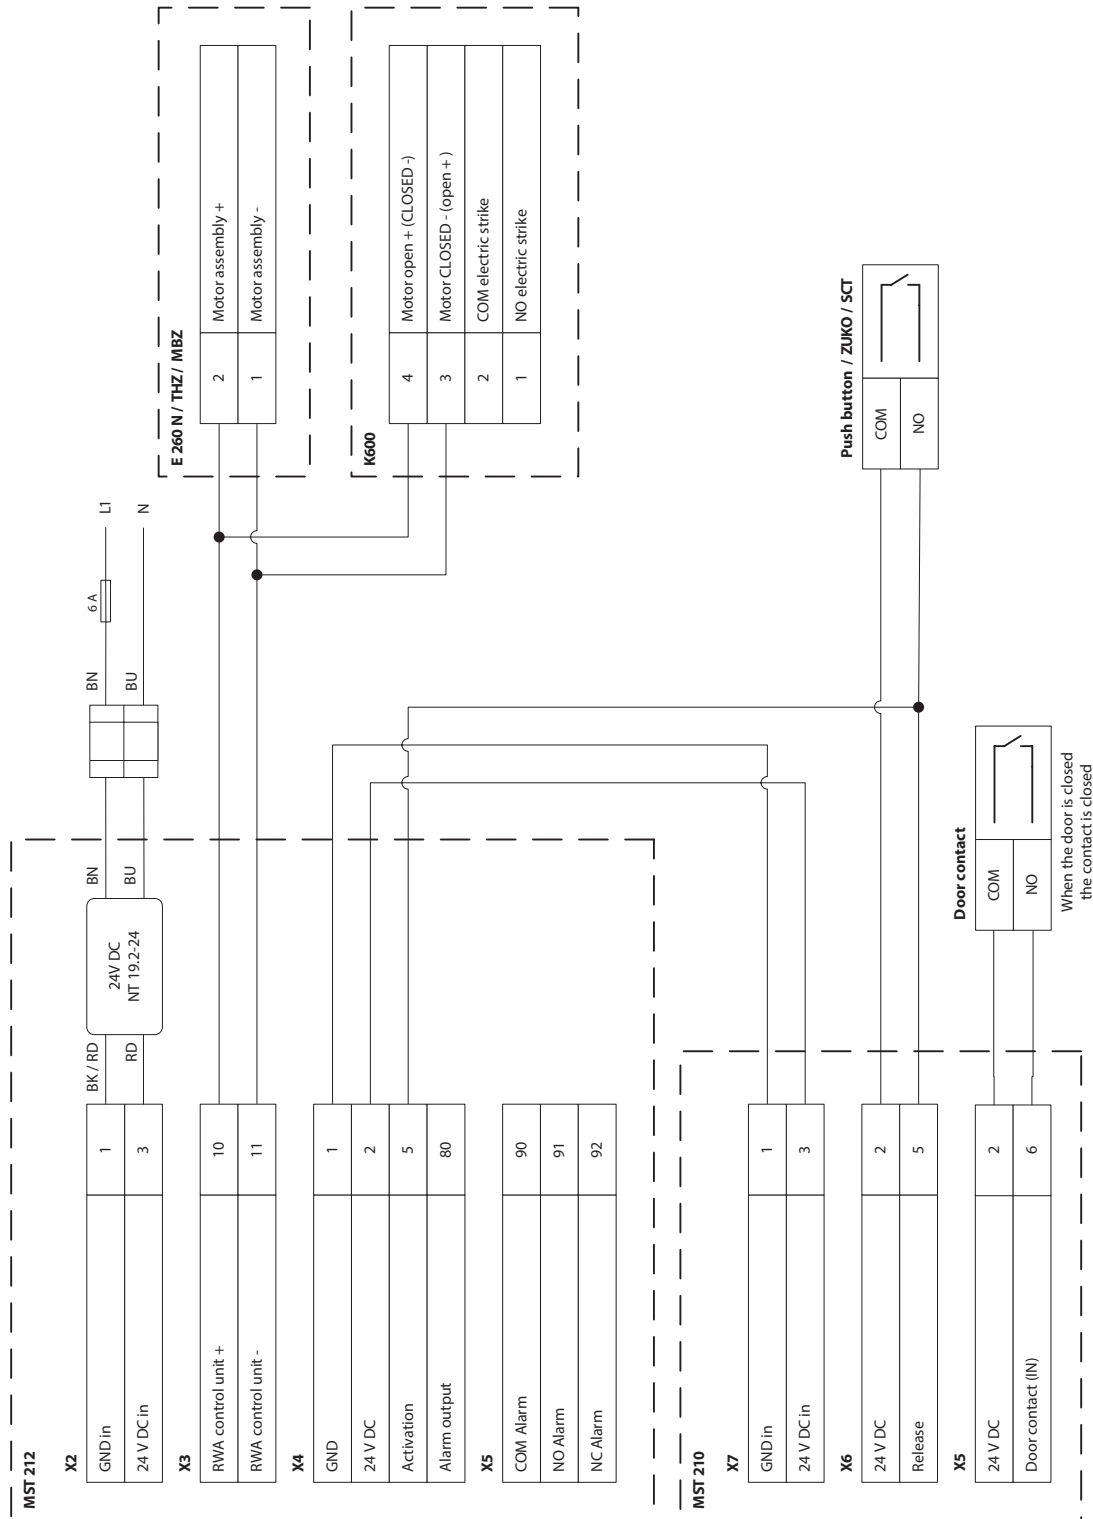 MST 212
X2
GND in
1
24 V DC in
3
BK / RD
RD
24V DC
NT 19.2-24
BN
BU
BN
BU
6 A
L1
N
X3
RWA control unit +
10
RWA control unit -
11
E 260 N / THZ / MBZ
2
Motor assembly +
1
Motor assembly -
X4
GND
1
24 V DC
2
Activation
5
Alarm output
80
K600
4
Motor open + (CLOSED -)
3
Motor CLOSED - (open + )
2
COM electric strike
1
NO electric strike
X5
COM Alarm
90
NO Alarm
91
NC Alarm
92
MST 210
X7
GND in
1
24 V DC in
3
X6
24 V DC
2
Release
5
Push button / ZUKO / SCT
COM
NO
X5
24 V DC
2
Door contact (IN)
6
Door contact
COM
NO
When the door is closed
the contact is closed